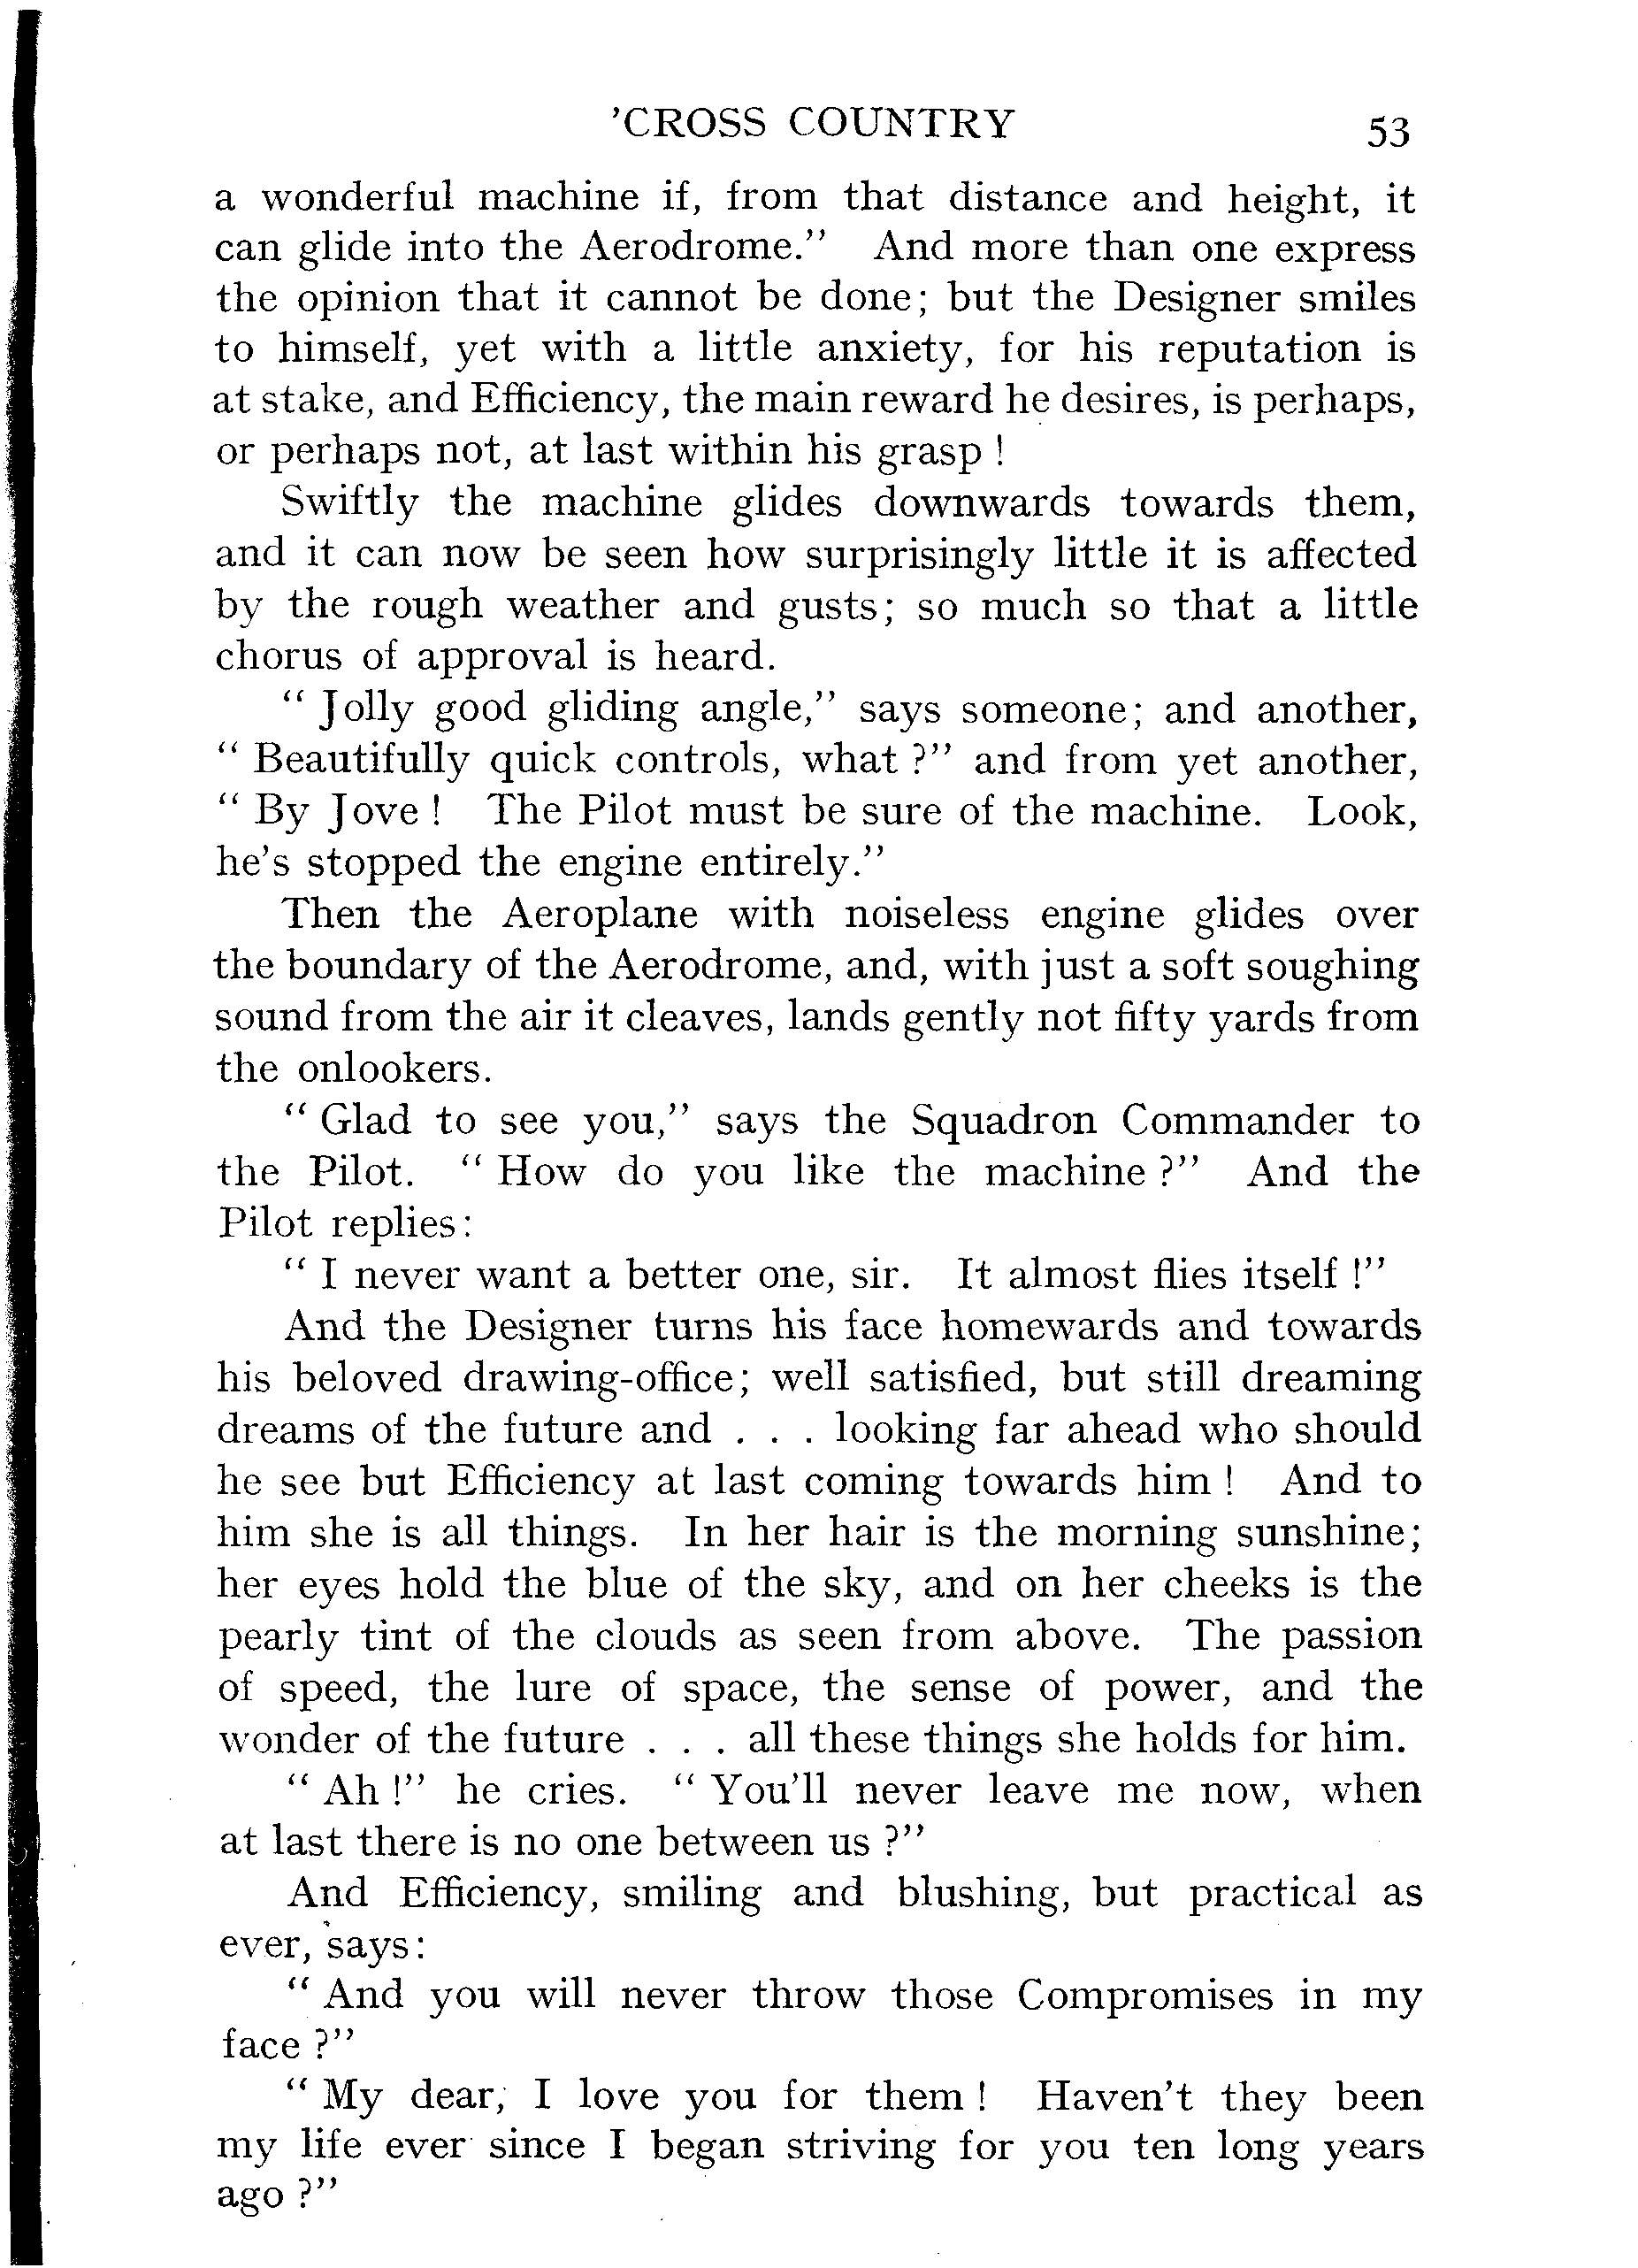 'CROSS COUNTRY 53
a wonderful machine if, from that distance and height, it
can glide into the Aerodrome." And more than one express
the opinion that it cannot be done; but the Designer smiles
to himself, yet with a little anxiety, for his reputation is
at stake, and Efficiency, the main reward he desires, is perhaps,
or perhaps not, at last within his grasp !
Swiftly the machine glides downwards towards them,
and it can now be seen how surprisingly little it is affected
by the rough weather and gusts; so much so that a little
chorus of approval is heard.
" Jolly good gliding angle," says someone; and another,
" Beautifully quick controls, what ?" and from yet another,
" By Jove ! The Pilot must be sure of the machine. Look,
he's stopped the engine entirely."
Then the Aeroplane with noiseless engine glides over
the boundary of the Aerodrome, and, with just a soft soughing
sound from the air it cleaves, lands gently not fifty yards from
the onlookers.
" Glad to see you," says the Squadron Commander to
the Pilot. " How do you like the machine ?" And the
Pilot replies:
" I never want a better one, sir. It almost flies itself !"
And the Designer turns his face homewards and towards
his beloved drawing-office; well satisfied, but still dreaming
dreams of the future and . . . looking far ahead who should
he see but Efficiency at last coming towards him ! And to
him she is all things. In her hair is the morning sunshine;
her eyes hold the blue of the sky, and on her cheeks is the
pearly tint of the clouds as seen from above. The passion
of speed, the lure of space, the sense of power, and the
wonder of the future . . . all these things she holds for him.
" Ah !" he cries. " You'll never leave me now, when
at last there is no one between us ?"
And Efficiency, smiling and blushing, but practical as
ever, says:
" And you will never throw those Compromises in my
face ?"
" My dear, I love you for them ! Haven't they been
my life ever since I began striving for you ten long years
ago ?"